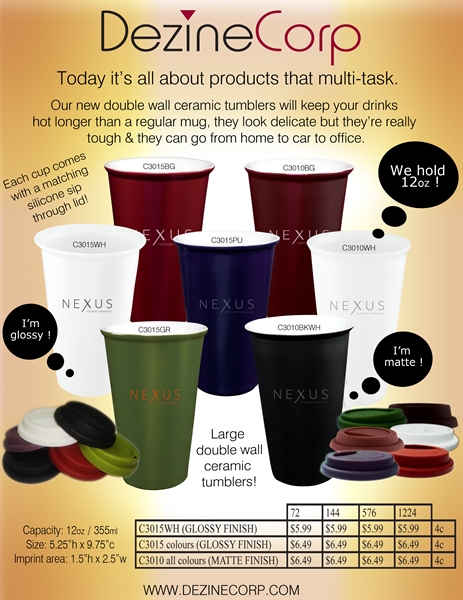 DezineCorp
Today it's all about products that multi-task.
Our new double wall ceramic tumblers will keep your drinks
hot longer than a regular mug, they look delicate but they're really
tough & they can go from home to car to office.
Each cup comes
with a matching
silicone sip
through lid!
C3015BG
C3010BG
We hold
12oz !
NEXUS
NEXUS
C3015WH
C3015PU
C3010WH
NEXUS
NEXUS
NEXUS
I'm
glossy !
C3015GR
C3010BKWH
I'm
matte !
NEXUS
NEXUS
Large
double wall
ceramic
tumblers!
72 144 576 1224
C3015WH (GLOSSY FINISH) $5.99 $5.99 $5.99 $5.99 4c
C3015 colours (GLOSSY FINISH) $6.49 $6.49 $6.49 $6.49 4c
C3010 all colours (MATTE FINISH) $6.49 $6.49 $6.49 $6.49 4c
Capacity: 12oz / 355ml
Size: 5.25"h x 9.75"c
Imprint area: 1.5"h x 2.5"w
WWW.DEZINECORP.COM